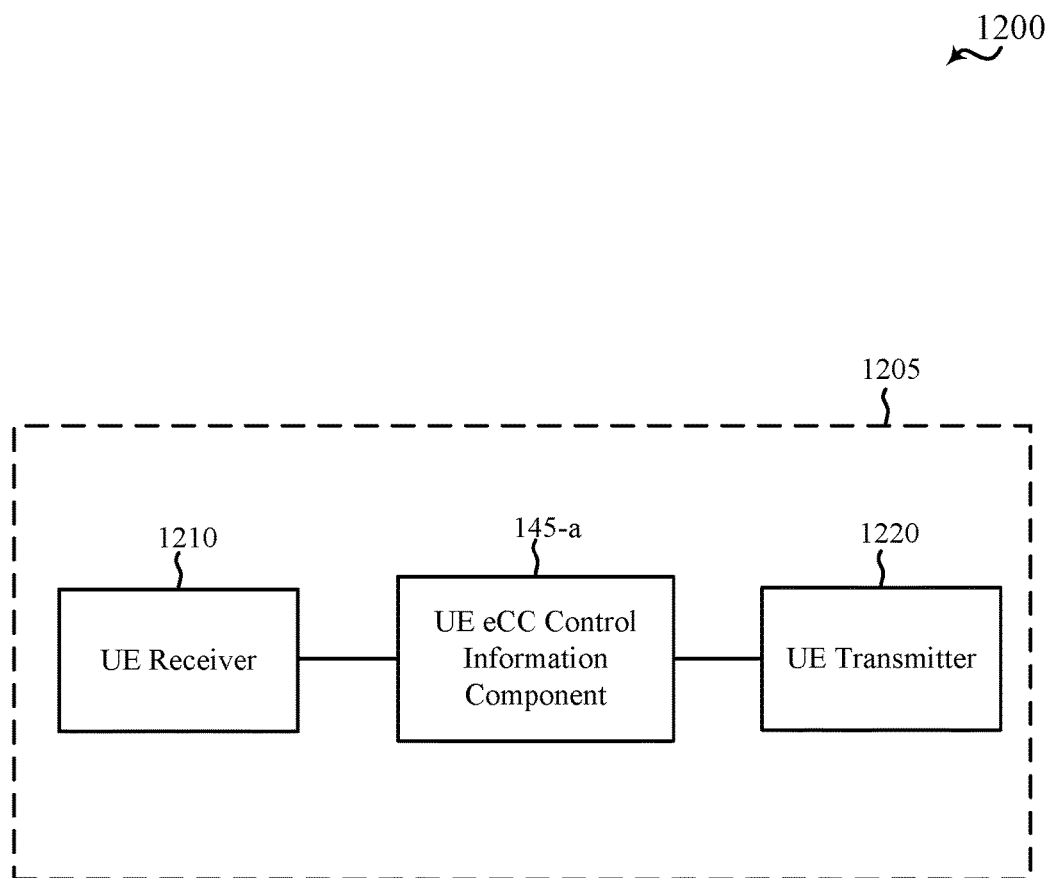 1200
1205
1210
145-a
1220
UE Receiver
UE eCC Control
Information
Component
UE Transmitter